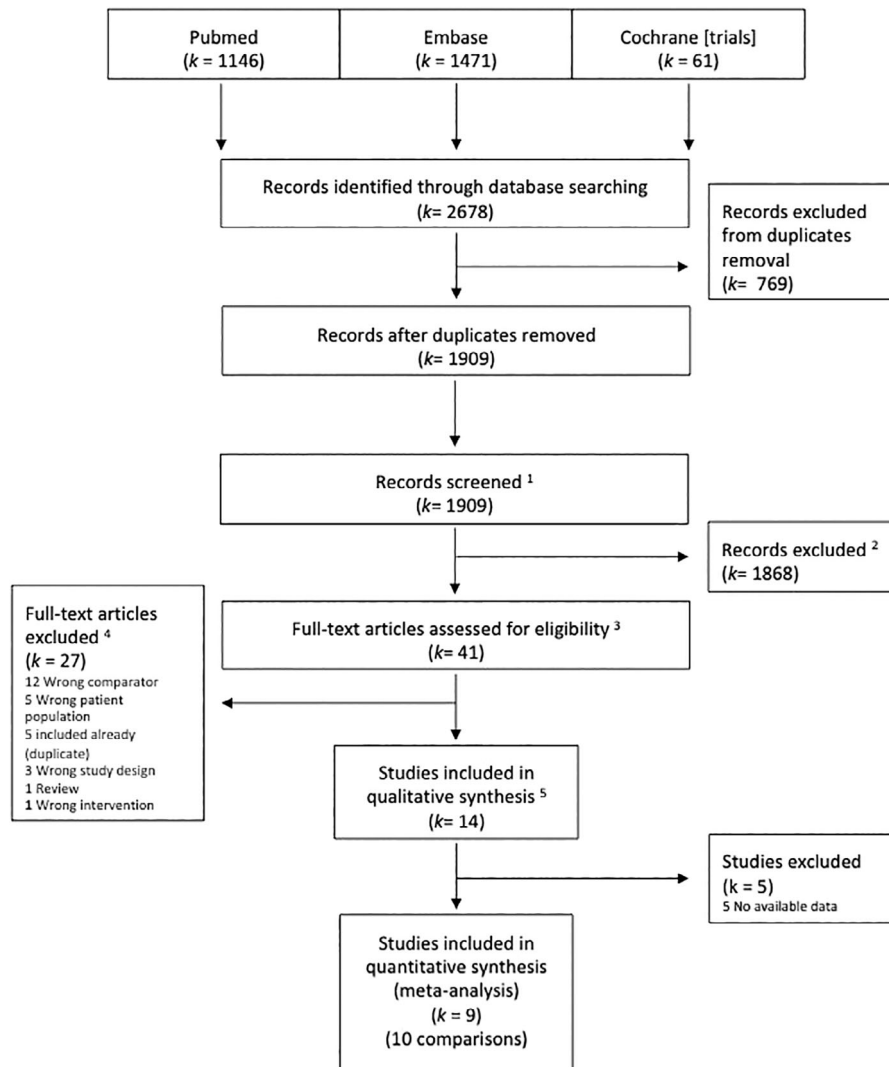 Pubmed
(k = 1146)
Embase
(k = 1471)
Cochrane [trials]
(k = 61)
Records identified through database searching
(k= 2678)
Records excluded
from duplicates
removal
(k=  769)
Records after duplicates removed
(k= 1909)
Records screened ¹
(k= 1909)
Records excluded ²
(k= 1868)
Full-text articles assessed for eligibility ³
(k= 41)
Full-text articles
excluded ⁴
(k = 27)
12 Wrong comparator
5 Wrong patient
population
5 included already
(duplicate)
3 Wrong study design
1 Review
1 Wrong intervention
Studies included in
qualitative synthesis ⁵
(k= 14)
Studies excluded
(k = 5)
5 No available data
Studies included in
quantitative synthesis
(meta-analysis)
(k = 9)
(10 comparisons)